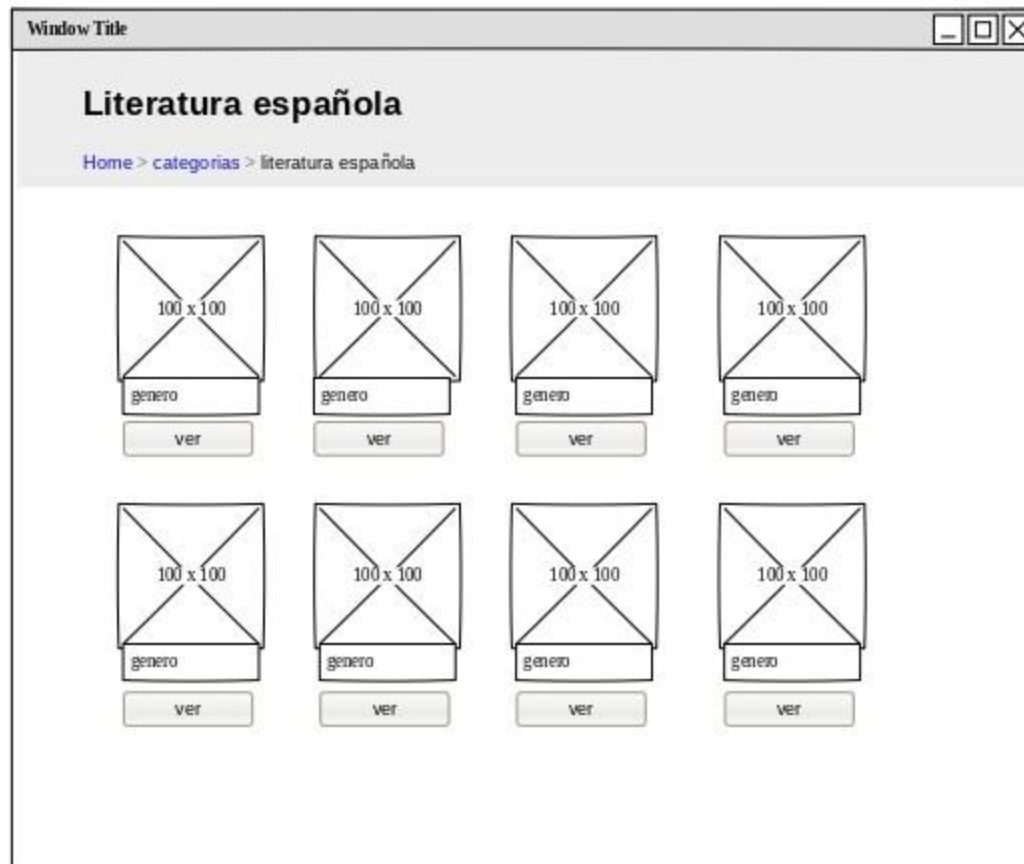 Window Title
Literatura española
Home > categorias > literatura española
100 x 100 100 x 100 100 x 100 100 x 100
genero genero genero genero
ver ver ver ver
100 x 100 100 x 100 100 x 100 100 x 100
genero genero genero genero
ver ver ver ver